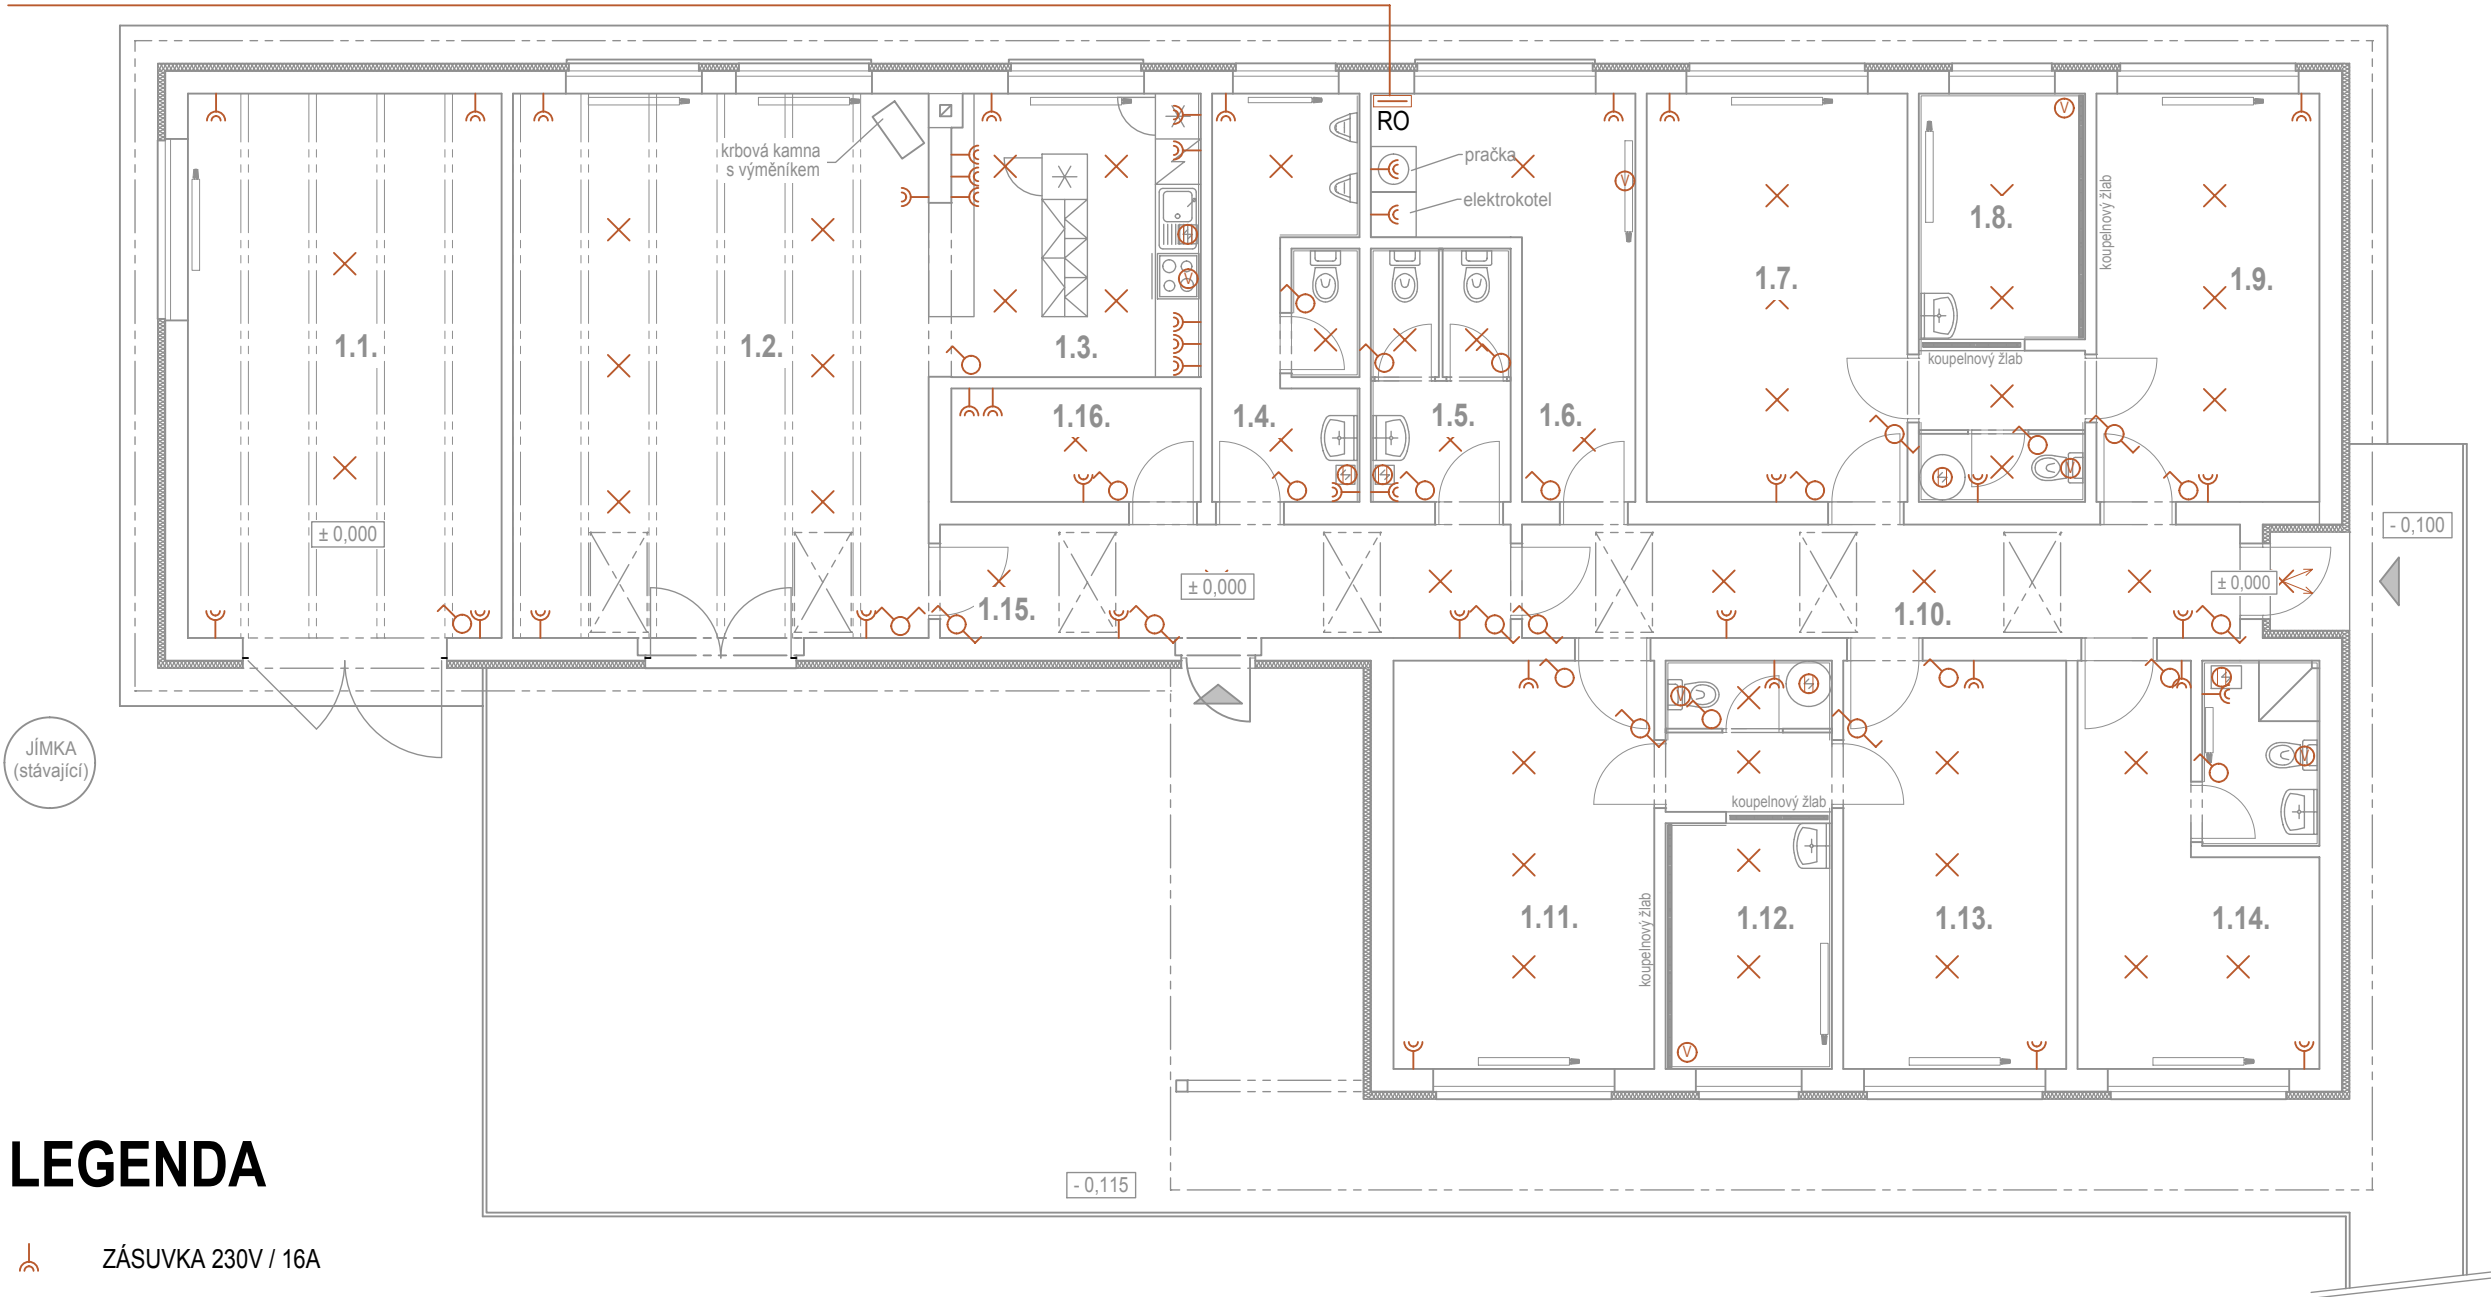 RO
krbová kamna
s výměníkem
pračka
elektrokotel
koupelnový žlab
1.8.
1.7.
1.9.
1.1.
1.2.
1.3.
koupelnový žlab
1.16.
1.4.
1.5.
1.6.
± 0,000
- 0,100
± 0,000
± 0,000
1.15.
1.10.
JÍMKA
(stávající)
koupelnový žlab
koupelnový žlab
1.11.
1.12.
1.13.
1.14.
V
V
V
V
V
V
V
V
- 0,115
LEGENDA
ZÁSUVKA 230V / 16A